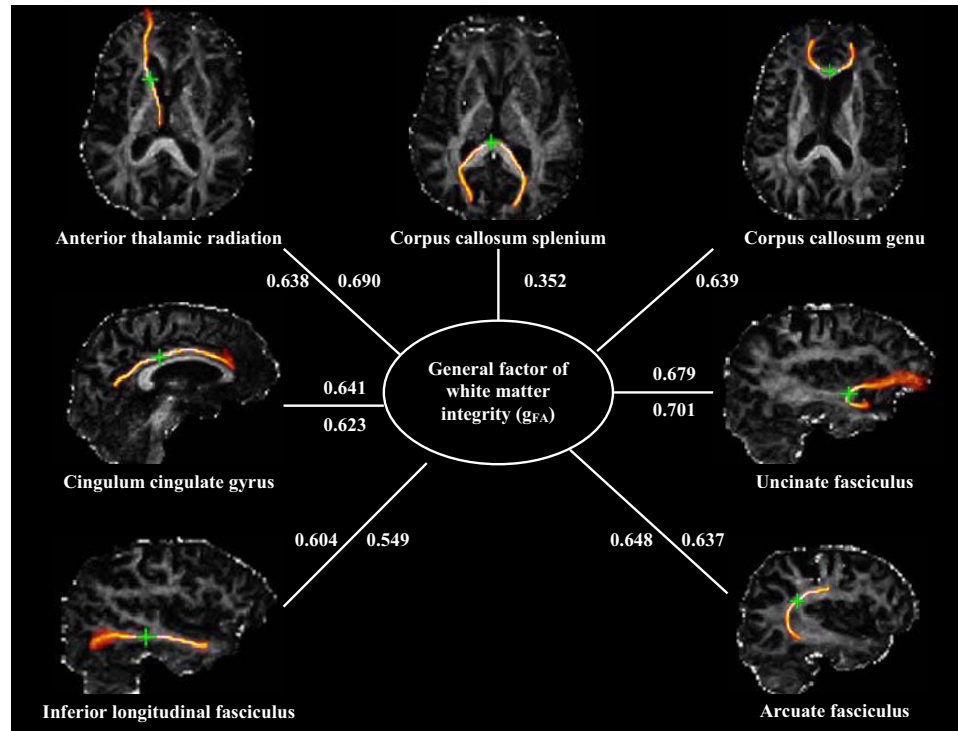 Anterior thalamic radiation
Corpus callosum splenium
Corpus callosum genu
0.638
0.690
0.352
0.639
General factor of
white matter
integrity (gFA)
0.641
0.623
0.679
0.701
Cingulum cingulate gyrus
Uncinate fasciculus
0.604
0.549
0.648
0.637
Inferior longitudinal fasciculus
Arcuate fasciculus